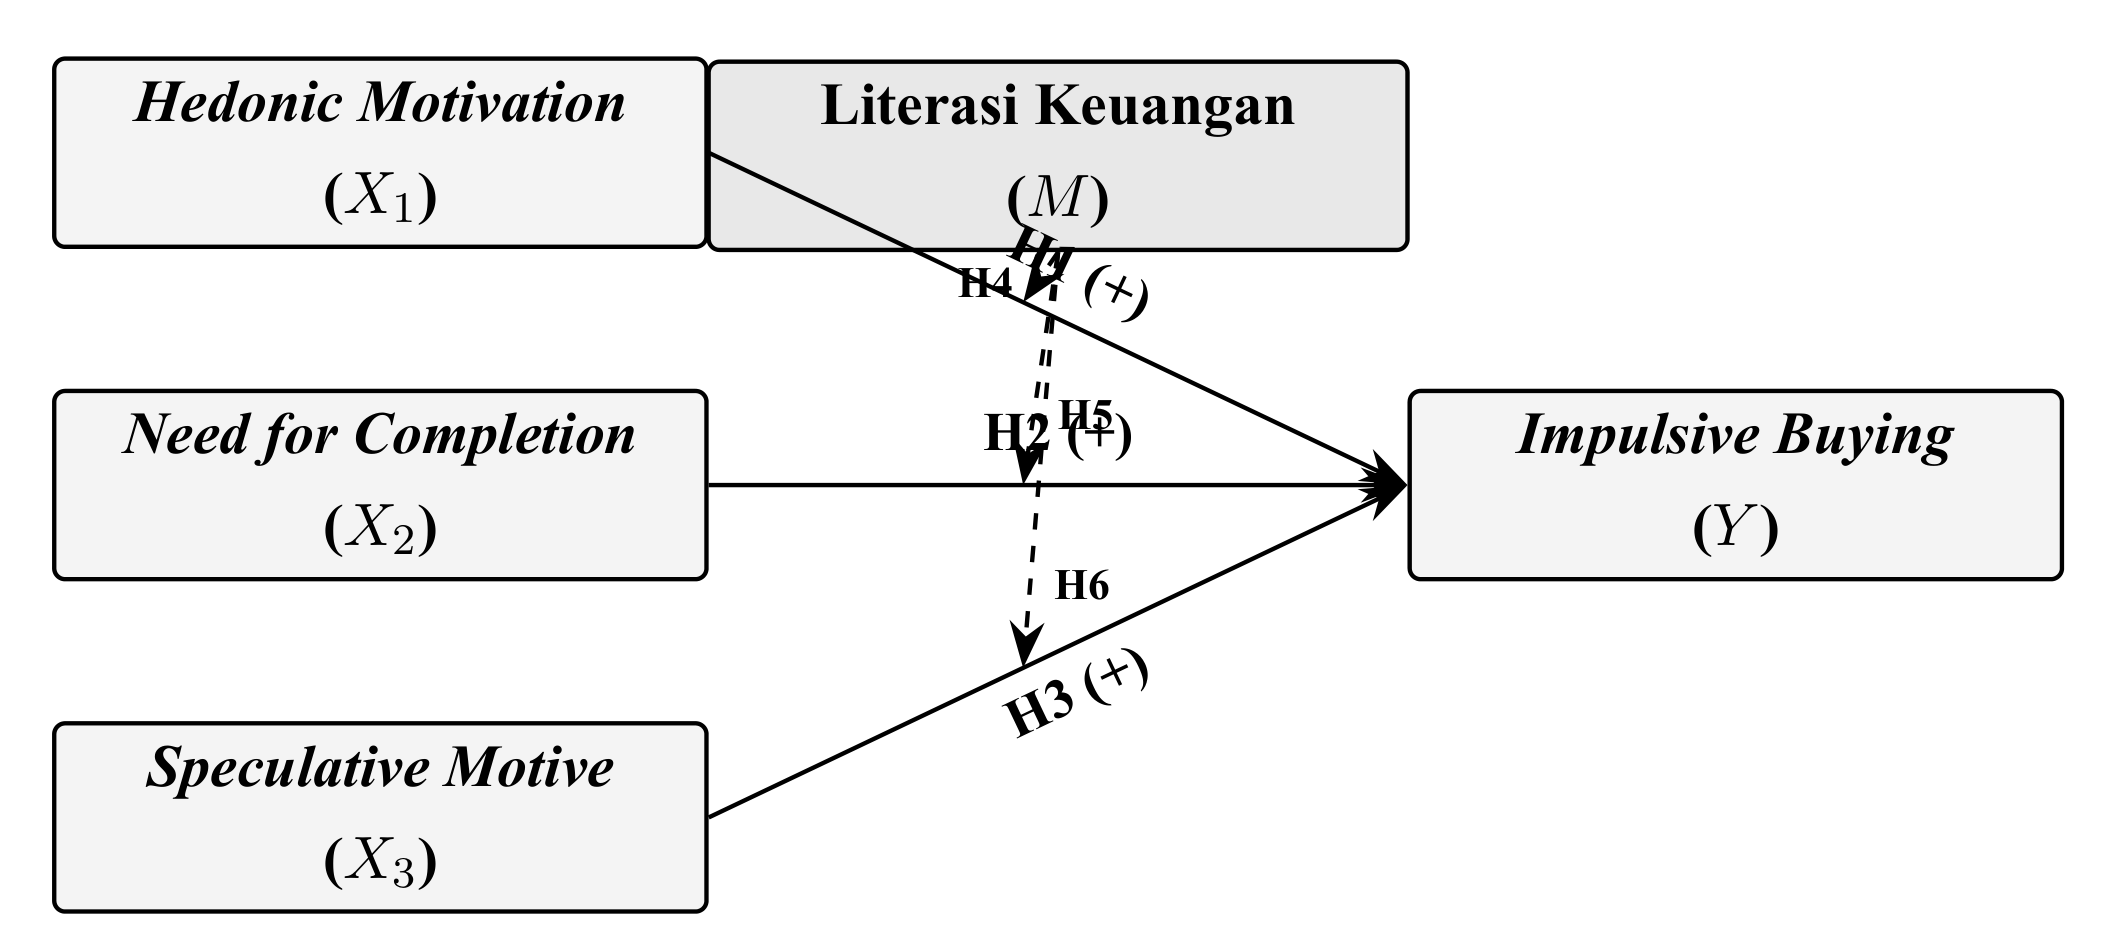 Hedonic Motivation
(X₁)
Literasi Keuangan
(M)
H1 (+)
H4
Need for Completion
(X₂)
H5
H2 (+)
Impulsive Buying
(Y)
H6
H3 (+)
Speculative Motive
(X₃)